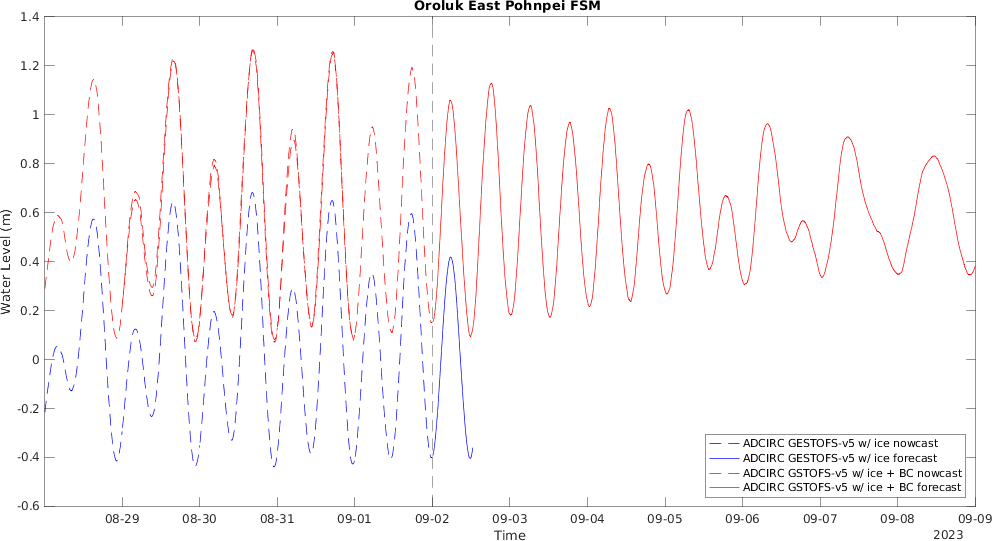 Oroluk East Pohnpei FSM
1.4
1.2
1
0.8
0.6
0.4
0.2
0
-0.2
-0.4
-0.6
Water Level (m)
ADCIRC GESTOFS-v5 w/ ice nowcast
ADCIRC GESTOFS-v5 w/ ice forecast
ADCIRC GSTOFS-v5 w/ ice + BC nowcast
ADCIRC GSTOFS-v5 w/ ice + BC forecast
08-29 08-30 08-31 09-01 09-02 09-03 09-04 09-05 09-06 09-07 09-08 09-09
Time
2023